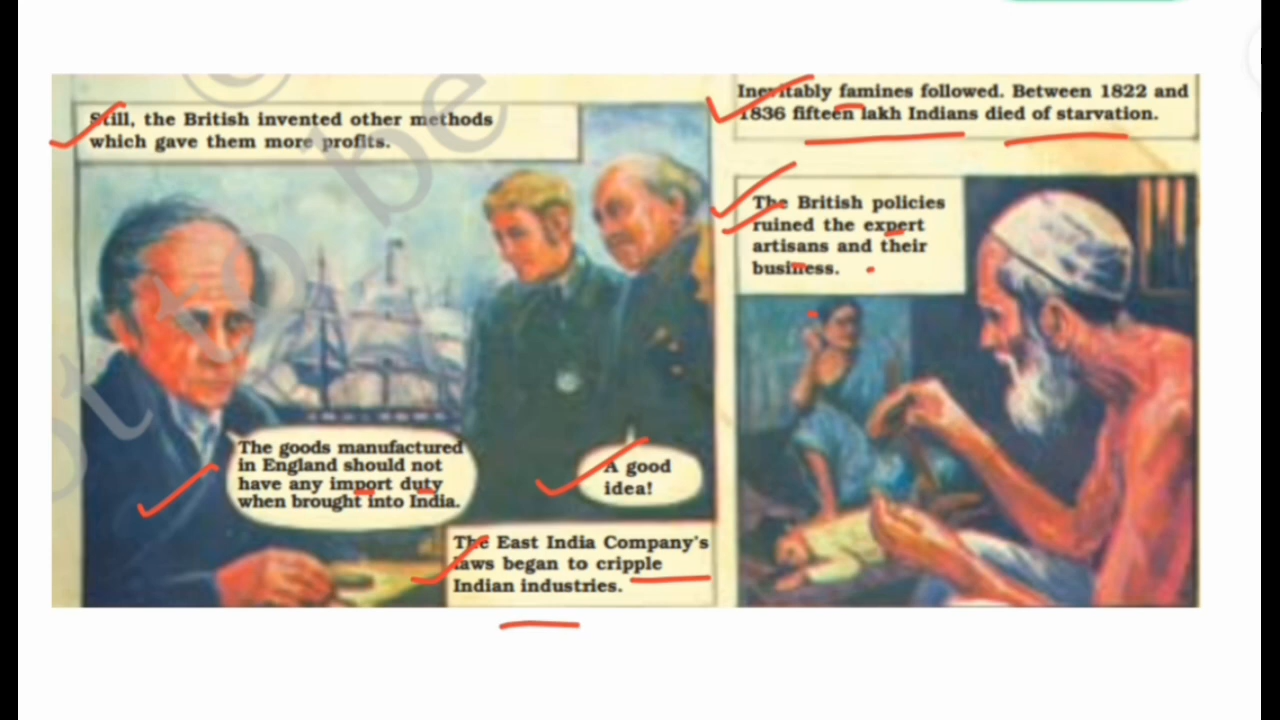 Still, the British invented other methods
which gave them more profits.
The goods manufactured
in England should not
have any import duty
when brought into India.
A good
idea!
The East India Company's
laws began to cripple
Indian industries.
Inevitably famines followed. Between 1822 and
1836 fifteen lakh Indians died of starvation.
The British policies
ruined the expert
artisans and their
business.
ot to be